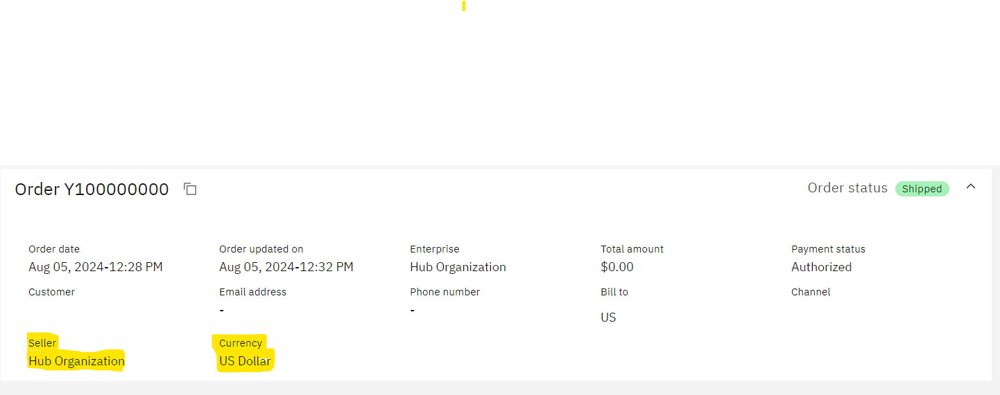 Order Y100000000
Order status Shipped
Order date
Aug 05, 2024-12:28 PM
Order updated on
Aug 05, 2024-12:32 PM
Enterprise
Hub Organization
Total amount
$0.00
Payment status
Authorized
Customer
Email address
-
Phone number
-
Bill to
US
Channel
Seller
Hub Organization
Currency
US Dollar